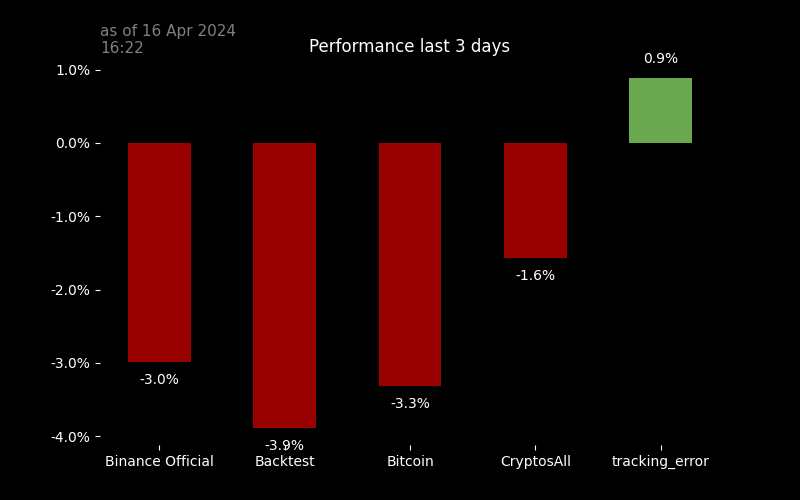 as of 16 Apr 2024
16:22
Performance last 3 days
0.9%
1.0%
0.0%
-1.0%
-1.6%
-2.0%
-3.0%
-3.0%
-3.3%
-3.9%
-4.0%
Binance Official
Backtest
Bitcoin
CryptosAll
tracking_error